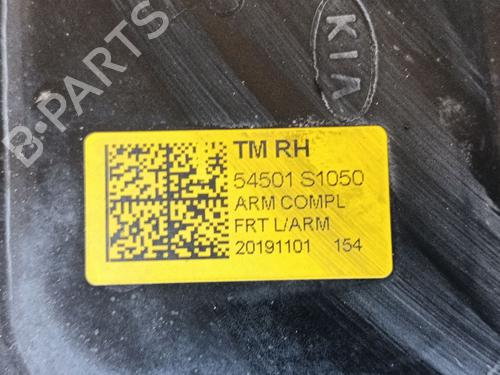 B-PARTS
KIA
TM RH
54501 S1050
ARM COMPL
FRT L/ARM
20191101 154